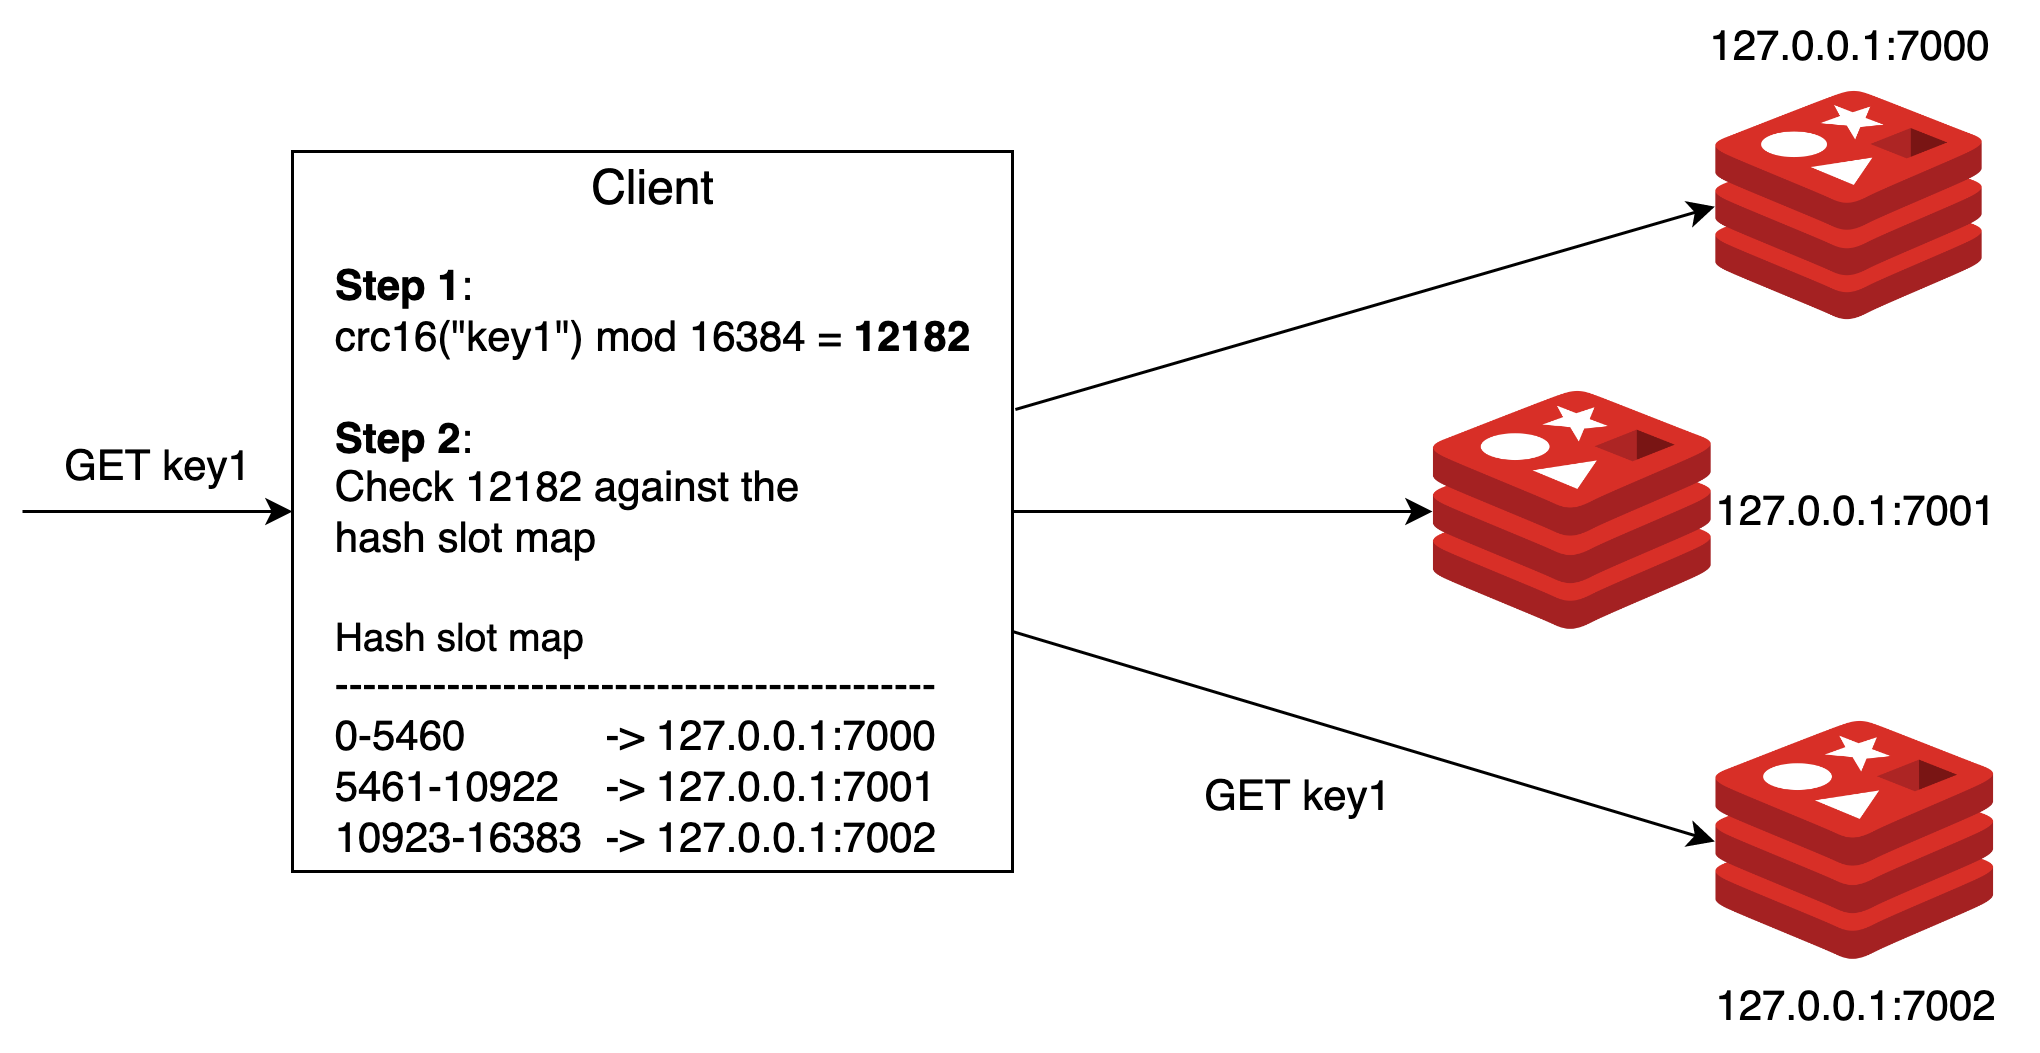 127.0.0.1:7000
Client
Step 1:
crc16("key1") mod 16384 = 12182
Step 2:
Check 12182 against the
hash slot map
GET key1
127.0.0.1:7001
Hash slot map
-------------------------------------------
0-5460 -> 127.0.0.1:7000
5461-10922 -> 127.0.0.1:7001
10923-16383 -> 127.0.0.1:7002
GET key1
127.0.0.1:7002